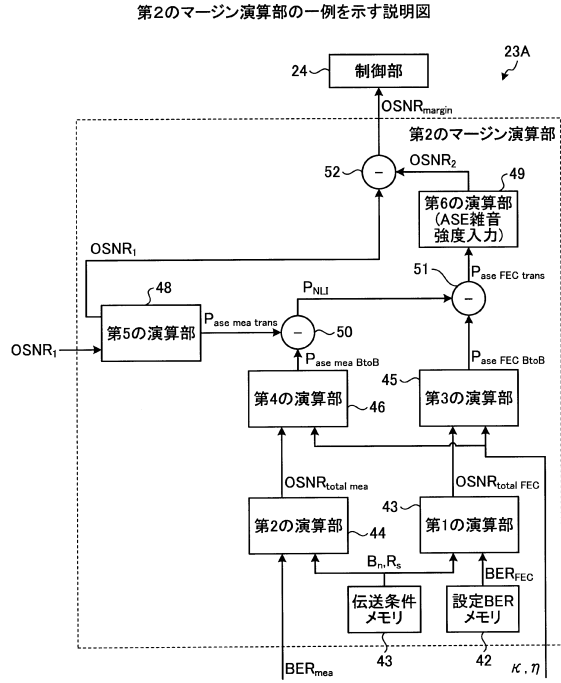 第2のマージン演算部の一例を示す説明図
23A
24
制御部
OSNRmargin
第2のマージン演算部
52
−
OSNR2
49
第6の演算部
(ASE雑音
強度入力)
OSNR1
51
Pase FEC trans
48
PNLI
−
第5の演算部
Pase mea trans
−
50
OSNR1
Pase mea BtoB
Pase FEC BtoB
45
第4の演算部
46
第3の演算部
OSNRtotal mea
OSNRtotal FEC
43
第2の演算部
44
第1の演算部
Bn,Rs
BERFEC
伝送条件
メモリ
設定BER
メモリ
43
42
BERmea
κ,η